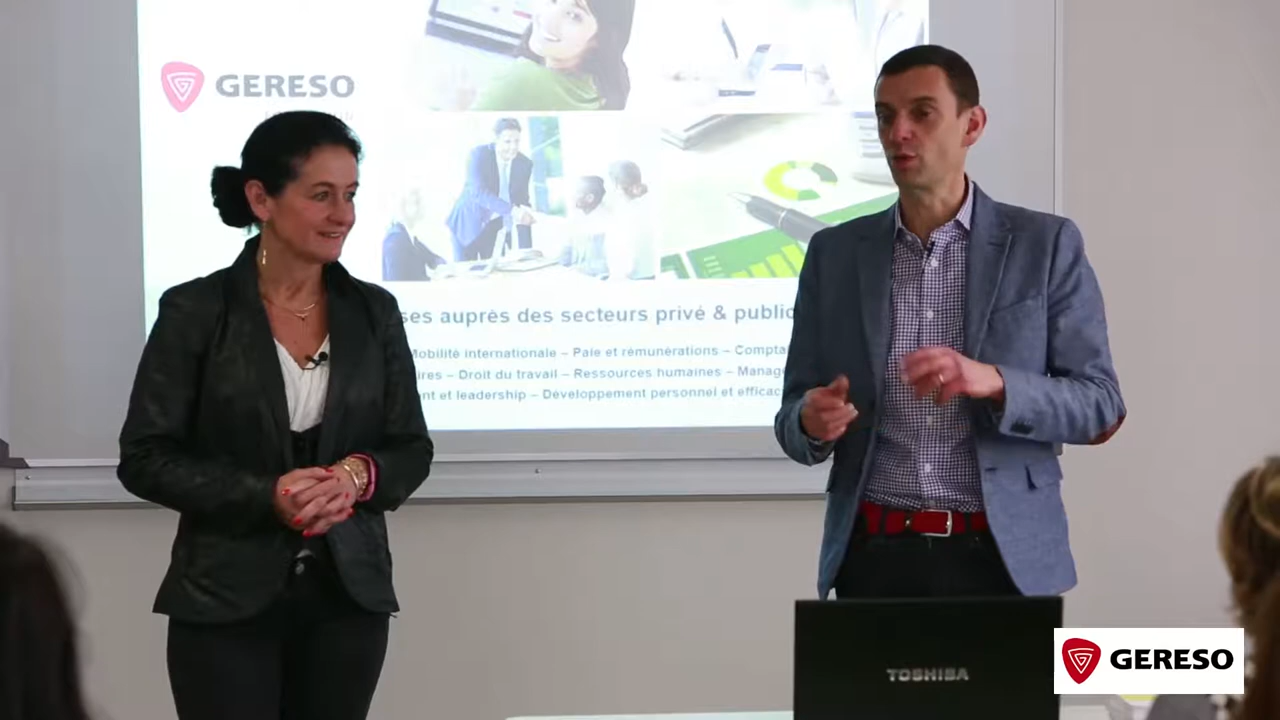 GERESO
ses auprès des secteurs privé & public
Mobilité internationale – Paie et rémunérations – Compta
ires – Droit du travail – Ressources humaines – Manage
nt et leadership – Développement personnel et efficac
TOSHIBA
GERESO